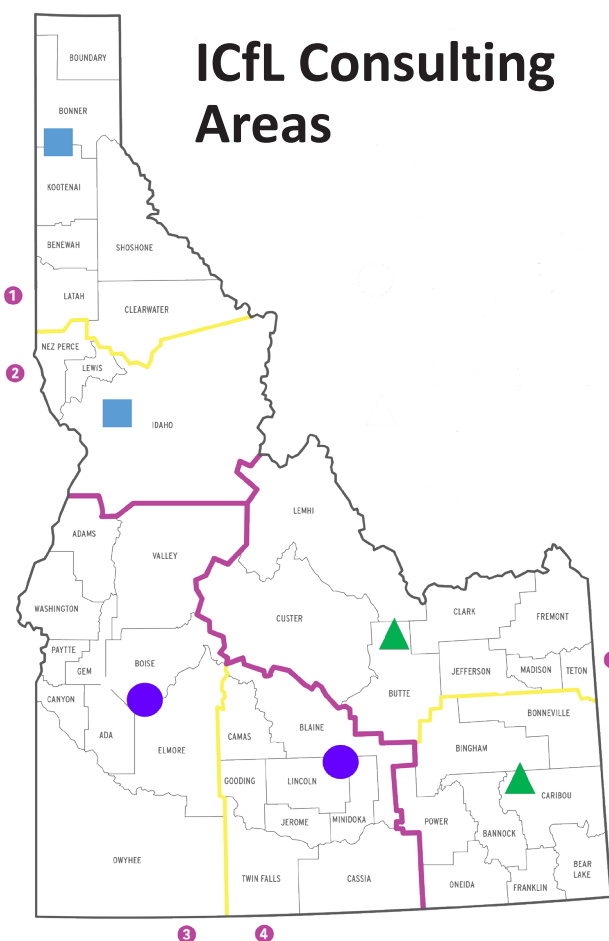 ICfL Consulting
Areas
BOUNDARY
BONNER
KOOTENAI
BENEWAH
SHOSHONE
1
LATAH
CLEARWATER
NEZ PERCE
2
LEWIS
IDAHO
LEMHI
ADAMS
VALLEY
WASHINGTON
CUSTER
CLARK
FREMONT
PAYTTE
GEM
BOISE
JEFFERSON
MADISON
TETON
CANYON
BUTTE
ADA
ELMORE
CAMAS
BLAINE
BONNEVILLE
BINGHAM
GOODING
LINCOLN
CARIBOU
JEROME
MINIDOKA
POWER
BANNOCK
OWYHEE
TWIN FALLS
CASSIA
ONEIDA
FRANKLIN
BEAR
LAKE
3
4